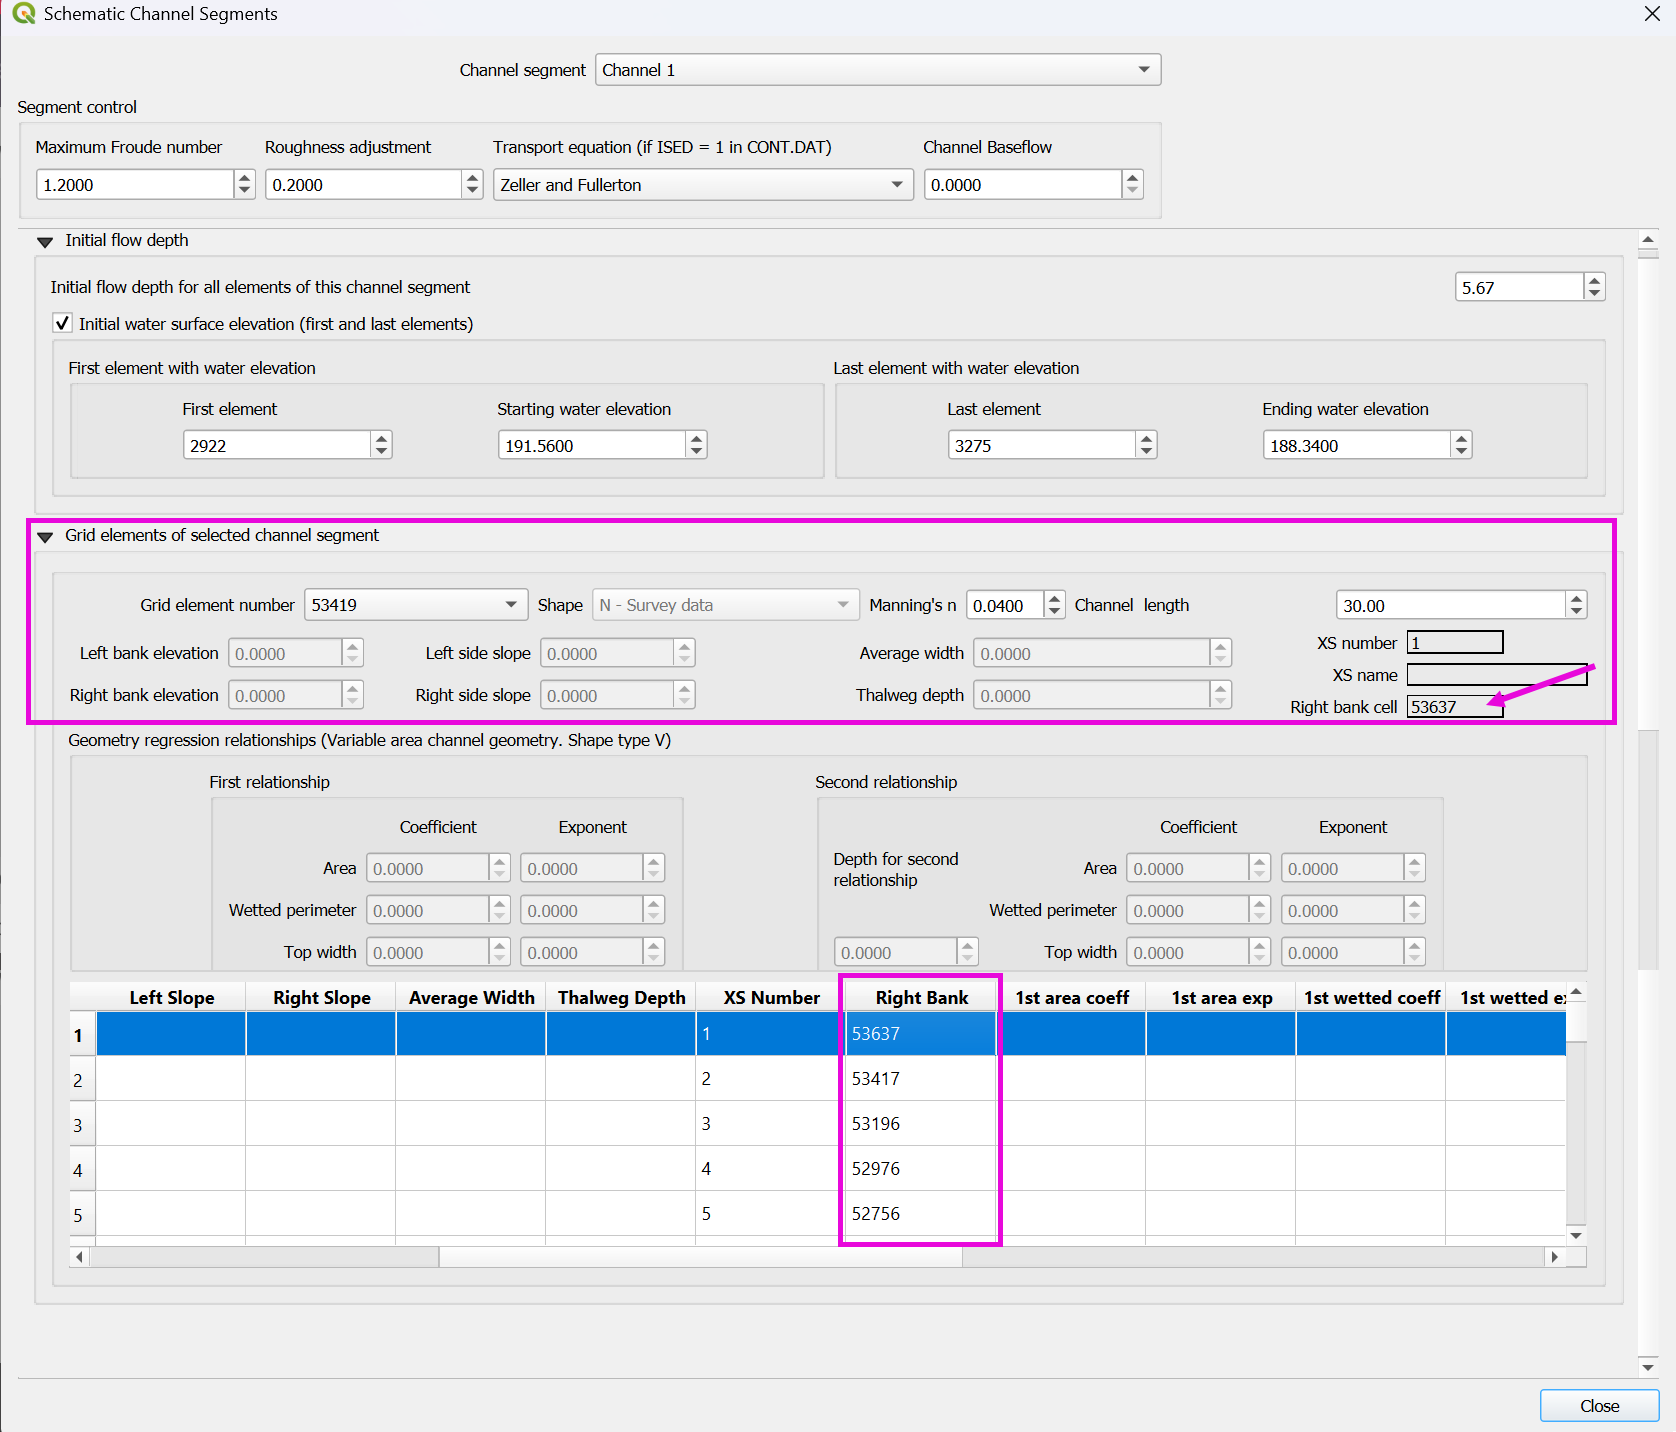 Schematic Channel Segments
Channel segment Channel 1
Segment control
Maximum Froude number Roughness adjustment Transport equation (if ISED = 1 in CONT.DAT) Channel Baseflow
1.2000 0.2000 Zeller and Fullerton 0.0000
Initial flow depth
Initial flow depth for all elements of this channel segment 5.67
Initial water surface elevation (first and last elements)
First element with water elevation Last element with water elevation
First element Starting water elevation Last element Ending water elevation
2922 191.5600 3275 188.3400
Grid elements of selected channel segment
Grid element number 53419 Shape N - Survey data Manning's n 0.0400 Channel length 30.00
XS number 1
Left bank elevation 0.0000 Left side slope 0.0000 Average width 0.0000
XS name
Right bank elevation 0.0000 Right side slope 0.0000 Thalweg depth 0.0000
Right bank cell 53637
Geometry regression relationships (Variable area channel geometry. Shape type V)
First relationship Second relationship
Coefficient Exponent Coefficient Exponent
Depth for second
relationship
Area 0.0000 0.0000 Area 0.0000 0.0000
Wetted perimeter 0.0000 0.0000 Wetted perimeter 0.0000 0.0000
Top width 0.0000 0.0000 0.0000 Top width 0.0000 0.0000
Left Slope Right Slope Average Width Thalweg Depth XS Number Right Bank 1st area coeff 1st area exp 1st wetted coeff 1st wetted e
1 1 53637
2 2 53417
3 3 53196
4 4 52976
5 5 52756
Close